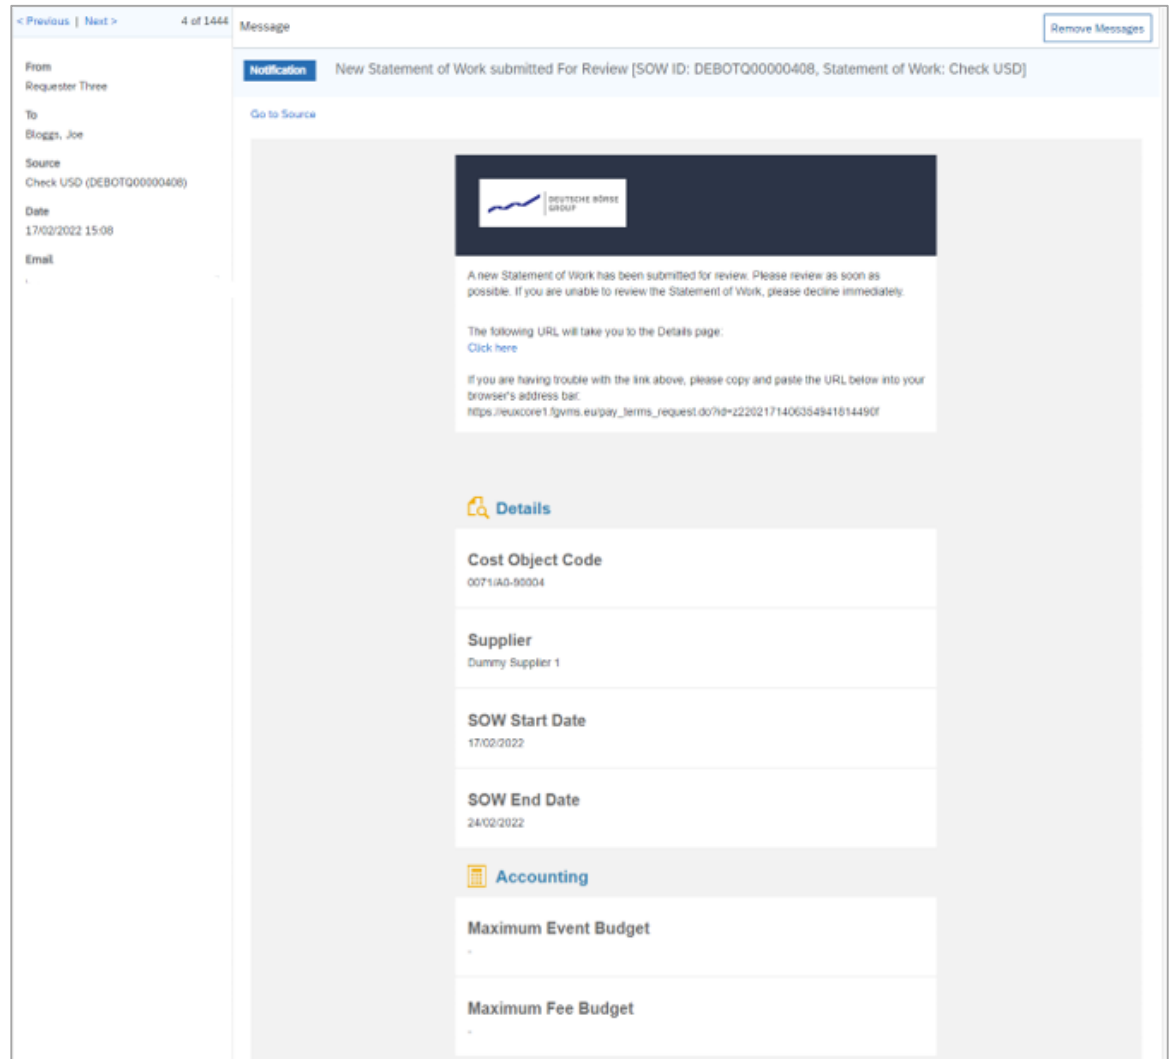 < Previous | Next >
4 of 1444
Message
Remove Messages
From
Requester Three
To
Bloggs, Joe
Source
Check USD (DEBOTQ00000408)
Date
17/02/2022 15:08
Email
Notification
New Statement of Work submitted For Review [SOW ID: DEBOTQ00000408, Statement of Work: Check USD]
Go to Source
DEUTSCHE BÖRSE
GROUP
A new Statement of Work has been submitted for review. Please review as soon as
possible. If you are unable to review the Statement of Work, please decline immediately.
The following URL will take you to the Details page:
Click here
If you are having trouble with the link above, please copy and paste the URL below into your
browser's address bar:
https://euxcore1.fgvms.eu/pay_terms_request.do?id=z2202171406354941814490f
Details
Cost Object Code
0071/A0-90004
Supplier
Dummy Supplier 1
SOW Start Date
17/02/2022
SOW End Date
24/02/2022
Accounting
Maximum Event Budget
-
Maximum Fee Budget
-